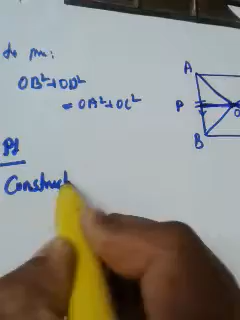 to prove:
OB²+OD²
= OA²+OC²
A
P
O
B
Pf
Construct